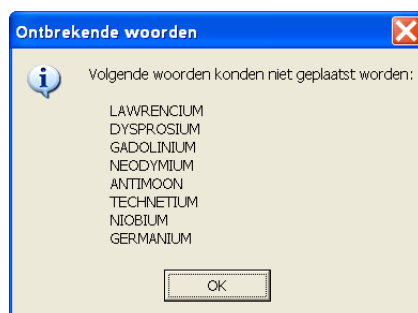 Ontbrekende woorden
Volgende woorden konden niet geplaatst worden:
LAWRENCIUM
DYSPROSIUM
GADOLINIUM
NEODYMIUM
ANTIMOON
TECHNETIUM
NIOBIUM
GERMANIUM
OK